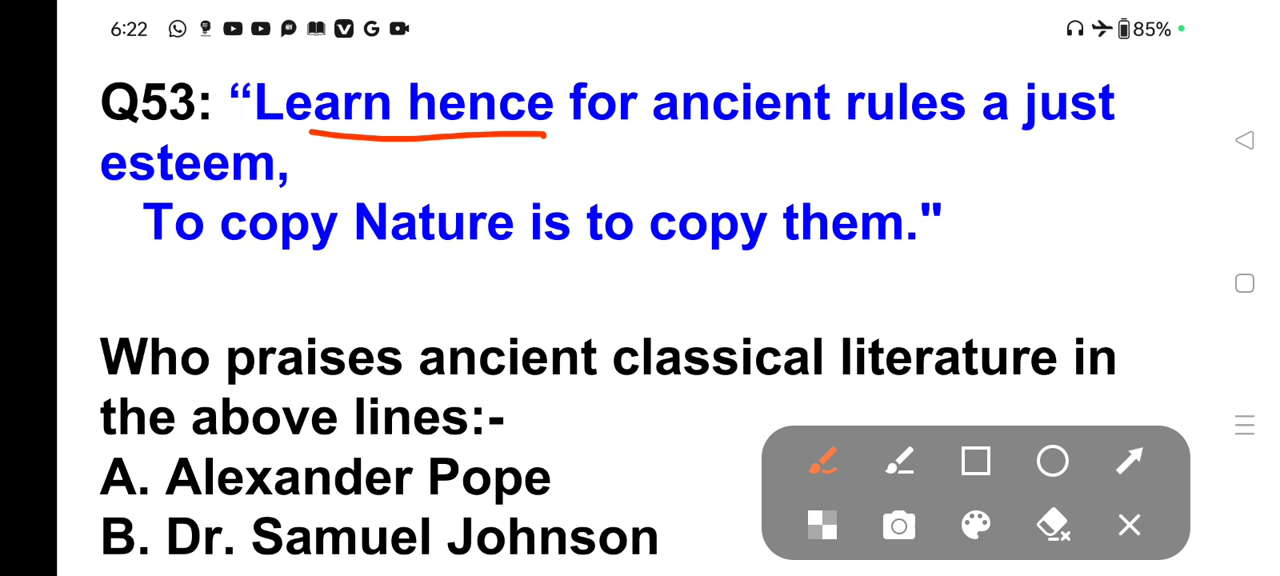 6:22 85%
Q53: “Learn hence for ancient rules a just
esteem,
To copy Nature is to copy them."
Who praises ancient classical literature in
the above lines:-
A. Alexander Pope
B. Dr. Samuel Johnson